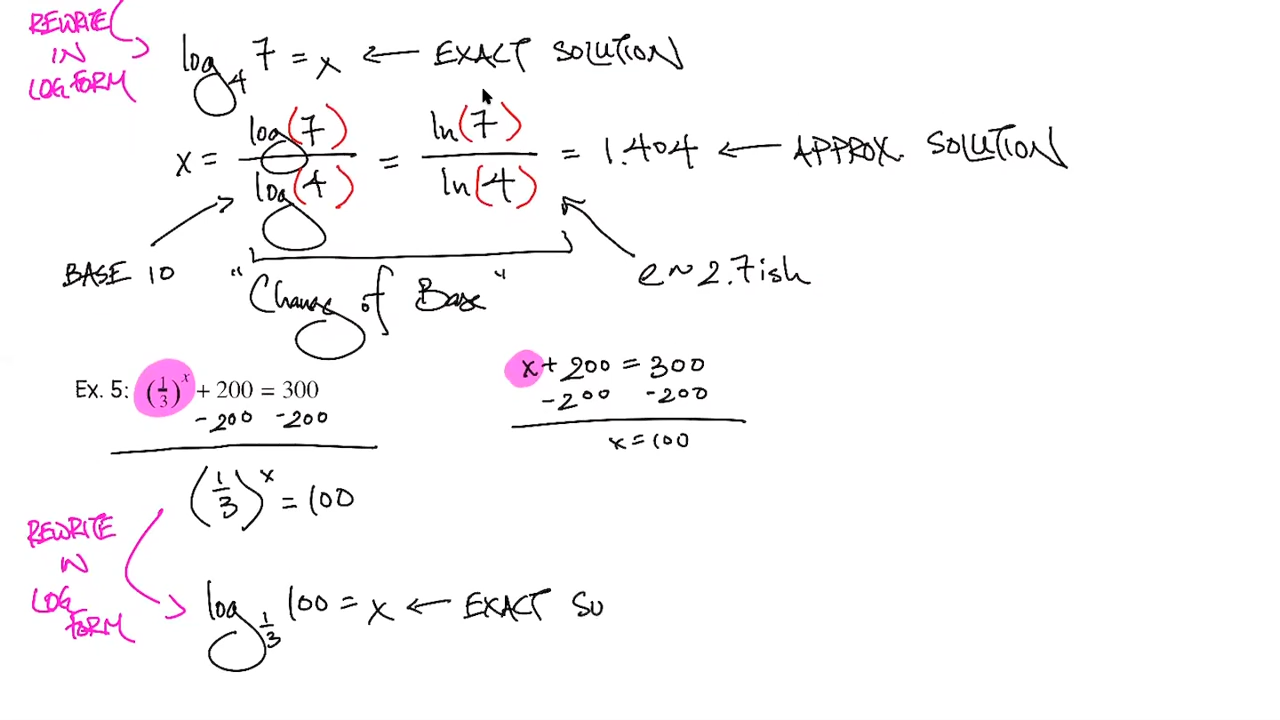 REWRITE
IN
LOG FORM
log₄ 7 = x ← EXACT SOLUTION
x = log(7) / log(4) = ln(7) / ln(4) = 1.404 ← APPROX. SOLUTION
BASE 10
"Change of Base"
e ~ 2.7ish
Ex. 5: (1/3)ˣ + 200 = 300
-200 -200
(1/3)ˣ = 100
x + 200 = 300
-200 -200
x = 100
REWRITE
IN
LOG
FORM
log_(1/3) 100 = x ← EXACT SO